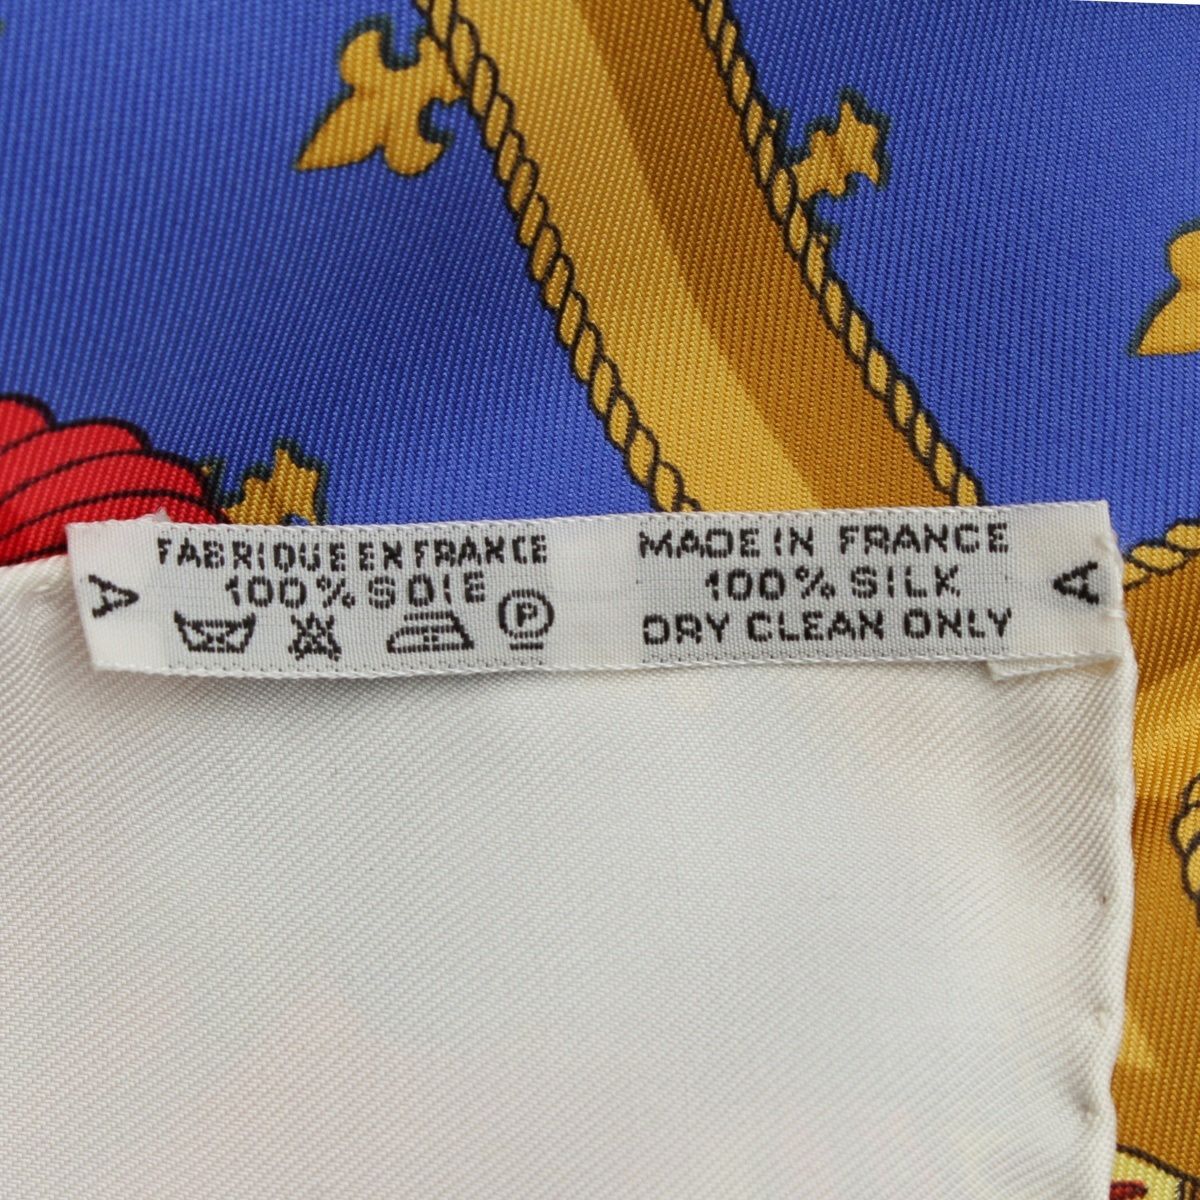 A
FABRIQUE EN FRANCE
100% SOIE
P
MADE IN FRANCE
100% SILK
DRY CLEAN ONLY
A